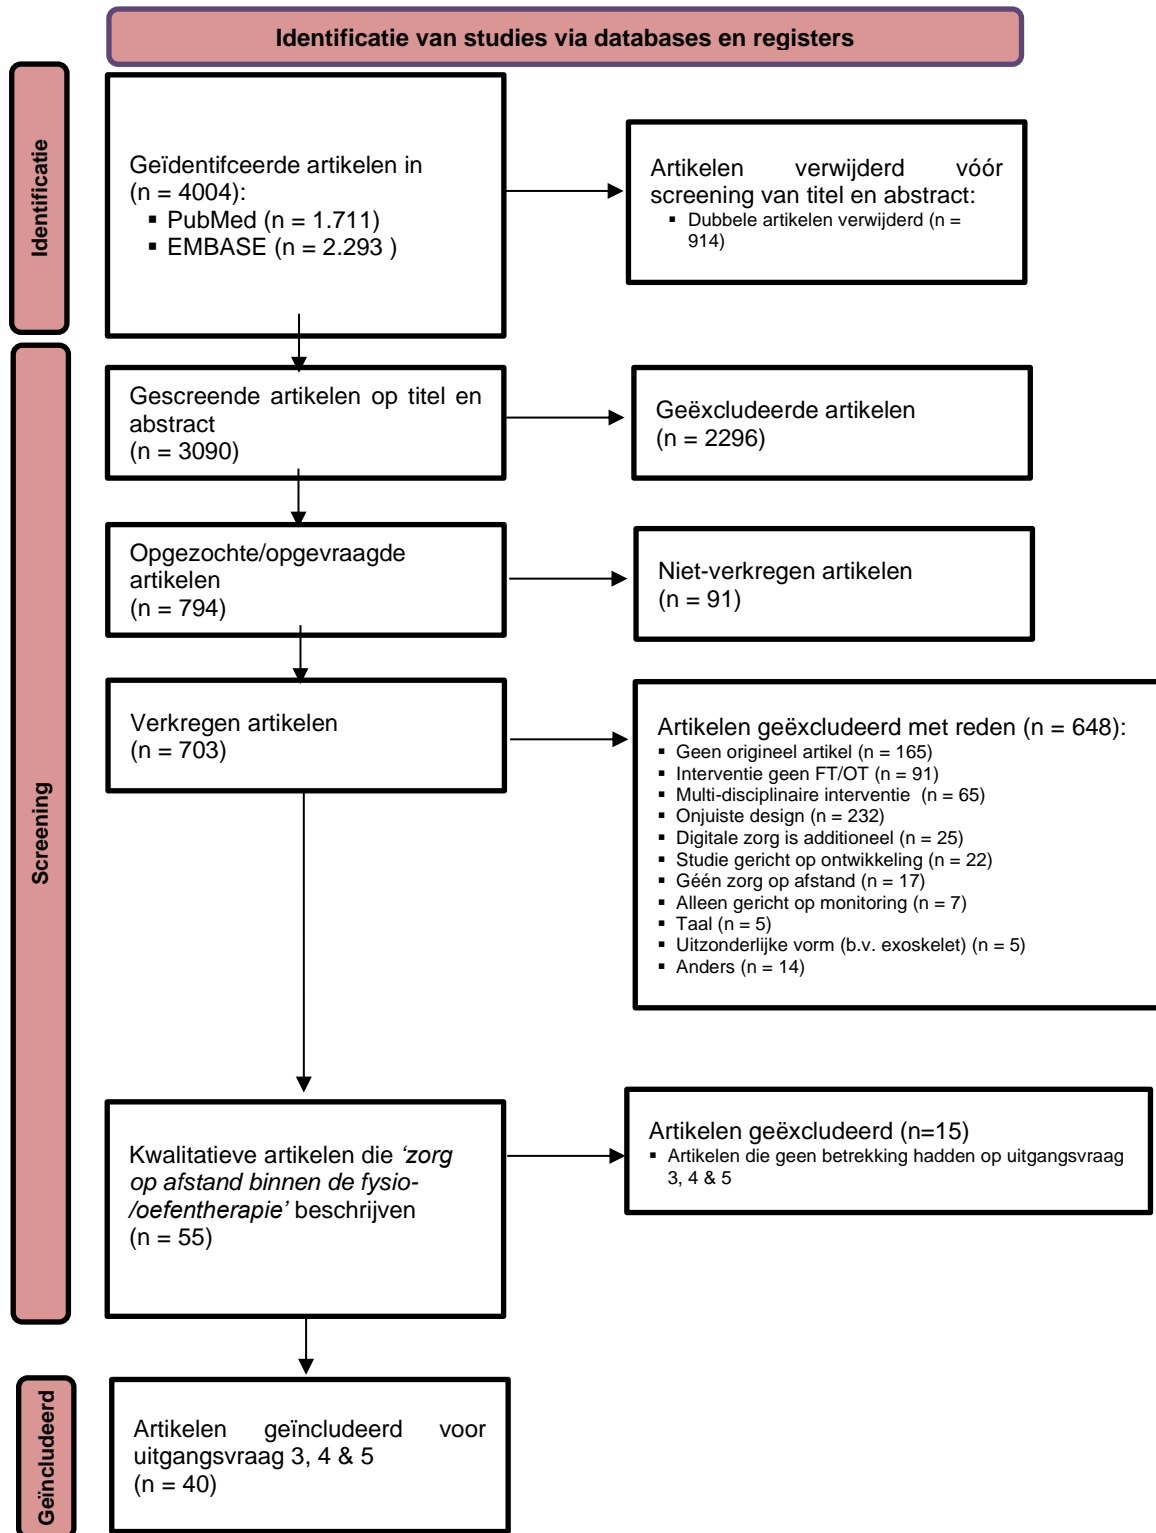 Identificatie van studies via databases en registers
Identificatie
Geïdentifceerde artikelen in
(n = 4004):
▪ PubMed (n = 1.711)
▪ EMBASE (n = 2.293 )
Artikelen verwijderd vóór
screening van titel en abstract:
▪ Dubbele artikelen verwijderd (n =
914)
Screening
Gescreende artikelen op titel en
abstract
(n = 3090)
Geëxcludeerde artikelen
(n = 2296)
Opgezochte/opgevraagde
artikelen
(n = 794)
Niet-verkregen artikelen
(n = 91)
Verkregen artikelen
(n = 703)
Artikelen geëxcludeerd met reden (n = 648):
▪ Geen origineel artikel (n = 165)
▪ Interventie geen FT/OT (n = 91)
▪ Multi-disciplinaire interventie (n = 65)
▪ Onjuiste design (n = 232)
▪ Digitale zorg is additioneel (n = 25)
▪ Studie gericht op ontwikkeling (n = 22)
▪ Géén zorg op afstand (n = 17)
▪ Alleen gericht op monitoring (n = 7)
▪ Taal (n = 5)
▪ Uitzonderlijke vorm (b.v. exoskelet) (n = 5)
▪ Anders (n = 14)
Kwalitatieve artikelen die ‘zorg
op afstand binnen de fysio-
/oefentherapie’ beschrijven
(n = 55)
Artikelen geëxcludeerd (n=15)
▪ Artikelen die geen betrekking hadden op uitgangsvraag
3, 4 & 5
Geïncludeerd
Artikelen geïncludeerd voor
uitgangsvraag 3, 4 & 5
(n = 40)